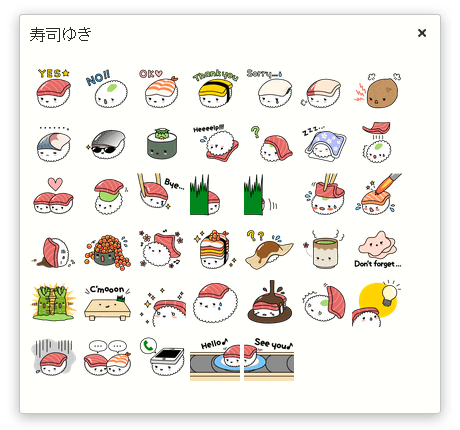 寿司ゆき
YES
NO!!
OK
Thank you
Sorry...
Heeeelp!!!
?
zzz...
Bye...
? ?
Don't forget...
C'mooon
Hello♪
See you♪